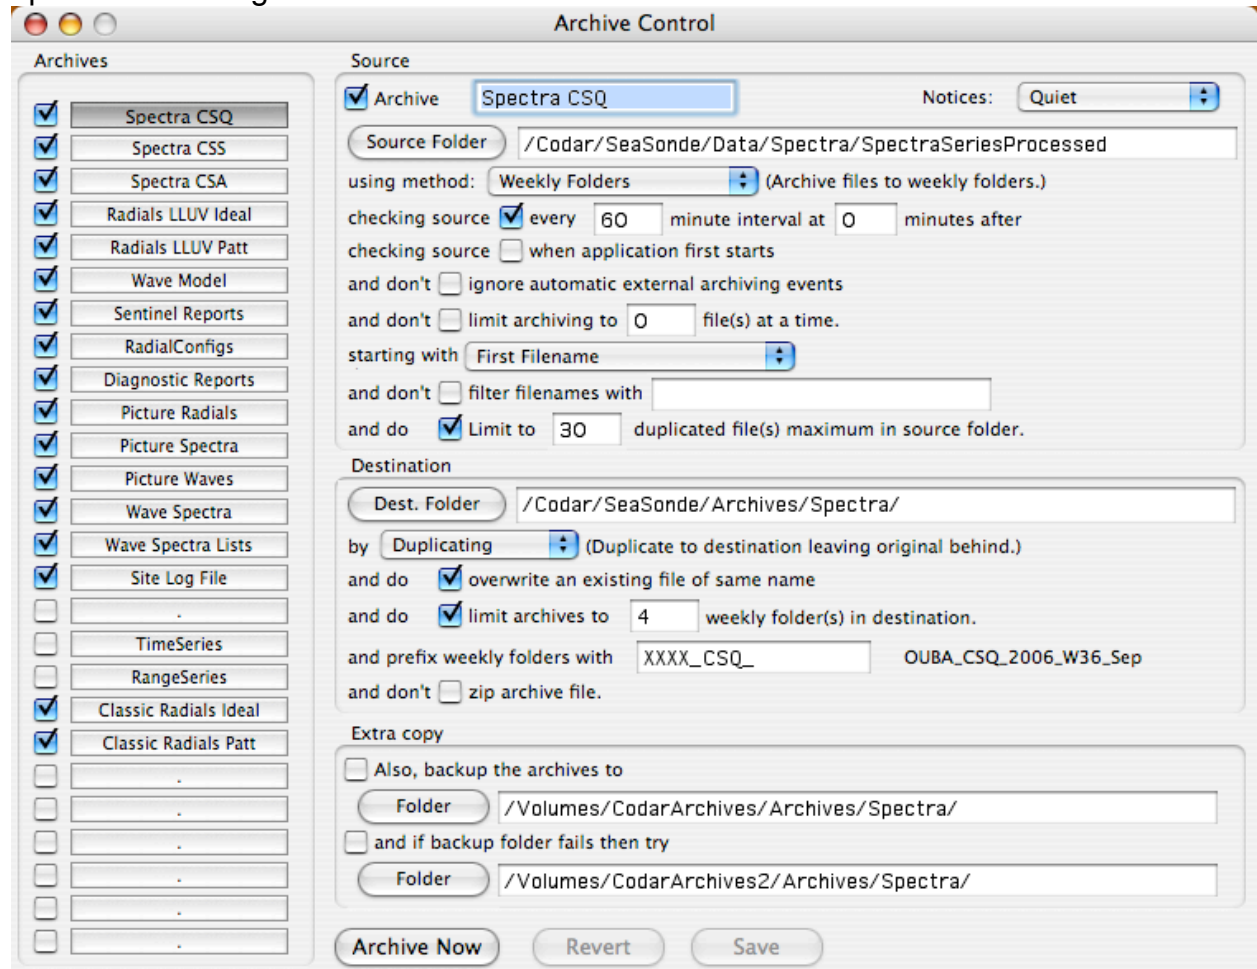 Archive Control
Archives
Spectra CSQ
Spectra CSS
Spectra CSA
Radials LLUV Ideal
Radials LLUV Patt
Wave Model
Sentinel Reports
RadialConfigs
Diagnostic Reports
Picture Radials
Picture Spectra
Picture Waves
Wave Spectra
Wave Spectra Lists
Site Log File
.
TimeSeries
RangeSeries
Classic Radials Ideal
Classic Radials Patt
.
.
.
.
.
.
Source
Archive Spectra CSQ Notices: Quiet
Source Folder /Codar/SeaSonde/Data/Spectra/SpectraSeriesProcessed
using method: Weekly Folders (Archive files to weekly folders.)
checking source every 60 minute interval at 0 minutes after
checking source when application first starts
and don't ignore automatic external archiving events
and don't limit archiving to 0 file(s) at a time.
starting with First Filename
and don't filter filenames with
and do Limit to 30 duplicated file(s) maximum in source folder.
Destination
Dest. Folder /Codar/SeaSonde/Archives/Spectra/
by Duplicating (Duplicate to destination leaving original behind.)
and do overwrite an existing file of same name
and do limit archives to 4 weekly folder(s) in destination.
and prefix weekly folders with XXXX_CSQ_ OUBA_CSQ_2006_W36_Sep
and don't zip archive file.
Extra copy
Also, backup the archives to
Folder /Volumes/CodarArchives/Archives/Spectra/
and if backup folder fails then try
Folder /Volumes/CodarArchives2/Archives/Spectra/
Archive Now Revert Save